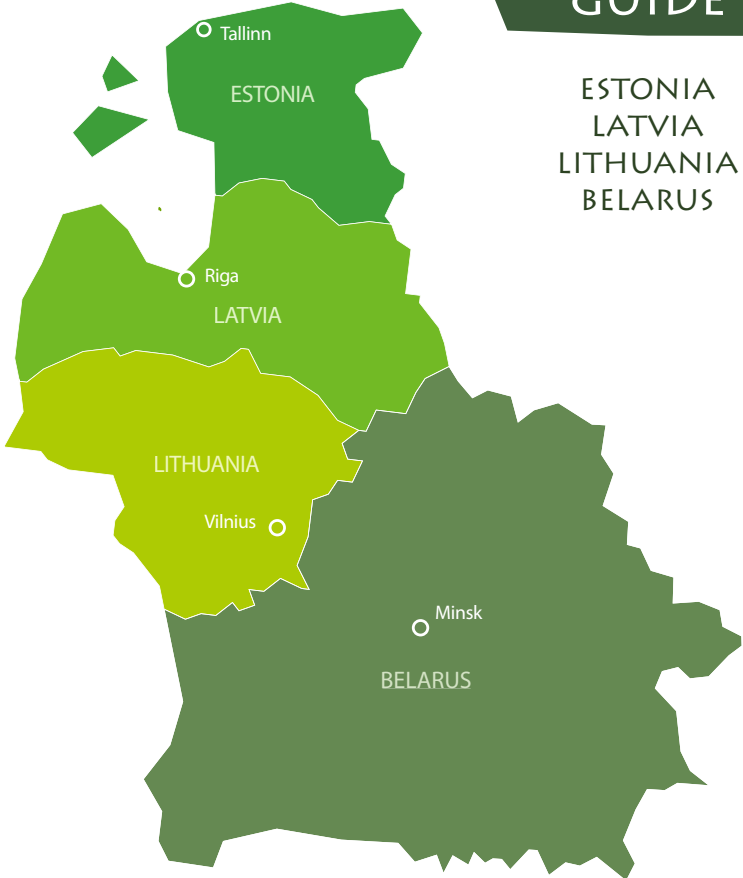 GUIDE
ESTONIA
LATVIA
LITHUANIA
BELARUS
Tallinn
ESTONIA
Riga
LATVIA
LITHUANIA
Vilnius
Minsk
BELARUS